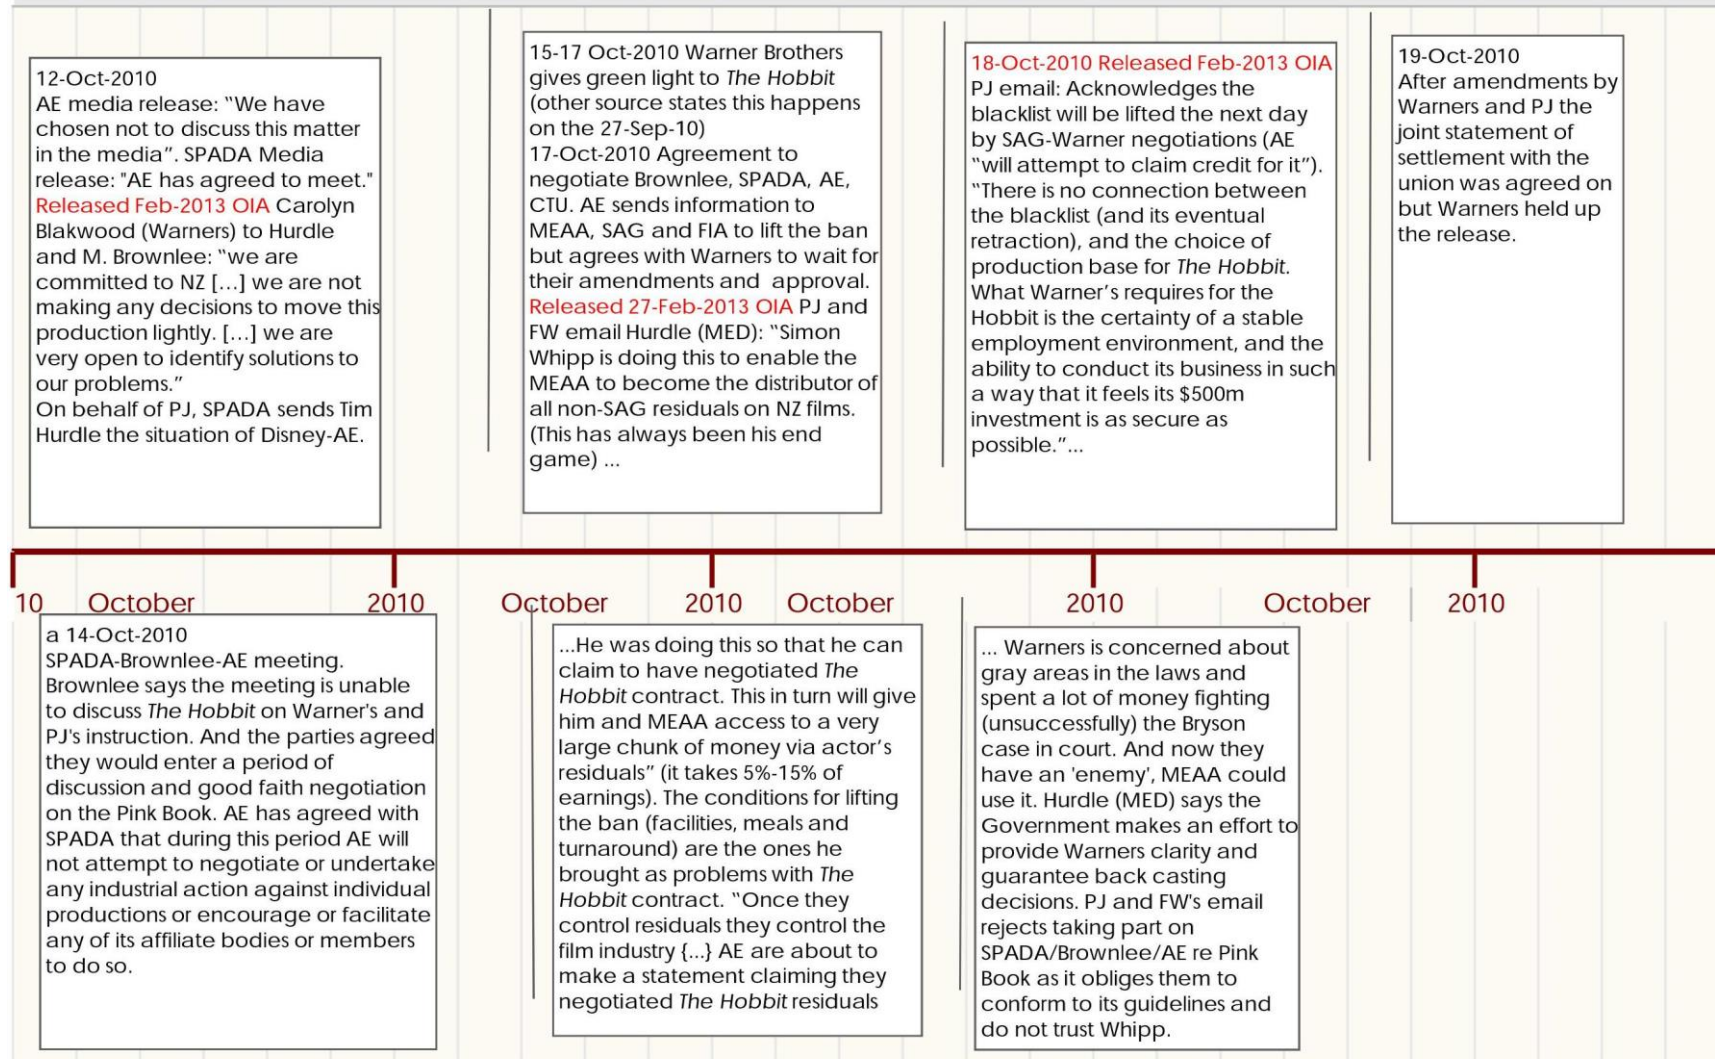 12-Oct-2010
AE media release: “We have
chosen not to discuss this matter
in the media”. SPADA Media
release: "AE has agreed to meet."
Released Feb-2013 OIA Carolyn
Blakwood (Warners) to Hurdle
and M. Brownlee: “we are
committed to NZ [...] we are not
making any decisions to move this
production lightly. [...] we are
very open to identify solutions to
our problems.”
On behalf of PJ, SPADA sends Tim
Hurdle the situation of Disney-AE.
15-17 Oct-2010 Warner Brothers
gives green light to The Hobbit
(other source states this happens
on the 27-Sep-10)
17-Oct-2010 Agreement to
negotiate Brownlee, SPADA, AE,
CTU. AE sends information to
MEAA, SAG and FIA to lift the ban
but agrees with Warners to wait for
their amendments and approval.
Released 27-Feb-2013 OIA PJ and
FW email Hurdle (MED): “Simon
Whipp is doing this to enable the
MEAA to become the distributor of
all non-SAG residuals on NZ films.
(This has always been his end
game) ...
18-Oct-2010 Released Feb-2013 OIA
PJ email: Acknowledges the
blacklist will be lifted the next day
by SAG-Warner negotiations (AE
“will attempt to claim credit for it”).
“There is no connection between
the blacklist (and its eventual
retraction), and the choice of
production base for The Hobbit.
What Warner’s requires for the
Hobbit is the certainty of a stable
employment environment, and the
ability to conduct its business in such
a way that it feels its $500m
investment is as secure as
possible.”...
19-Oct-2010
After amendments by
Warners and PJ the
joint statement of
settlement with the
union was agreed on
but Warners held up
the release.
10 October 2010 October 2010 October 2010 October 2010
a 14-Oct-2010
SPADA-Brownlee-AE meeting.
Brownlee says the meeting is unable
to discuss The Hobbit on Warner's and
PJ's instruction. And the parties agreed
they would enter a period of
discussion and good faith negotiation
on the Pink Book. AE has agreed with
SPADA that during this period AE will
not attempt to negotiate or undertake
any industrial action against individual
productions or encourage or facilitate
any of its affiliate bodies or members
to do so.
...He was doing this so that he can
claim to have negotiated The
Hobbit contract. This in turn will give
him and MEAA access to a very
large chunk of money via actor’s
residuals” (it takes 5%-15% of
earnings). The conditions for lifting
the ban (facilities, meals and
turnaround) are the ones he
brought as problems with The
Hobbit contract. “Once they
control residuals they control the
film industry {...} AE are about to
make a statement claiming they
negotiated The Hobbit residuals
... Warners is concerned about
gray areas in the laws and
spent a lot of money fighting
(unsuccessfully) the Bryson
case in court. And now they
have an 'enemy', MEAA could
use it. Hurdle (MED) says the
Government makes an effort to
provide Warners clarity and
guarantee back casting
decisions. PJ and FW's email
rejects taking part on
SPADA/Brownlee/AE re Pink
Book as it obliges them to
conform to its guidelines and
do not trust Whipp.